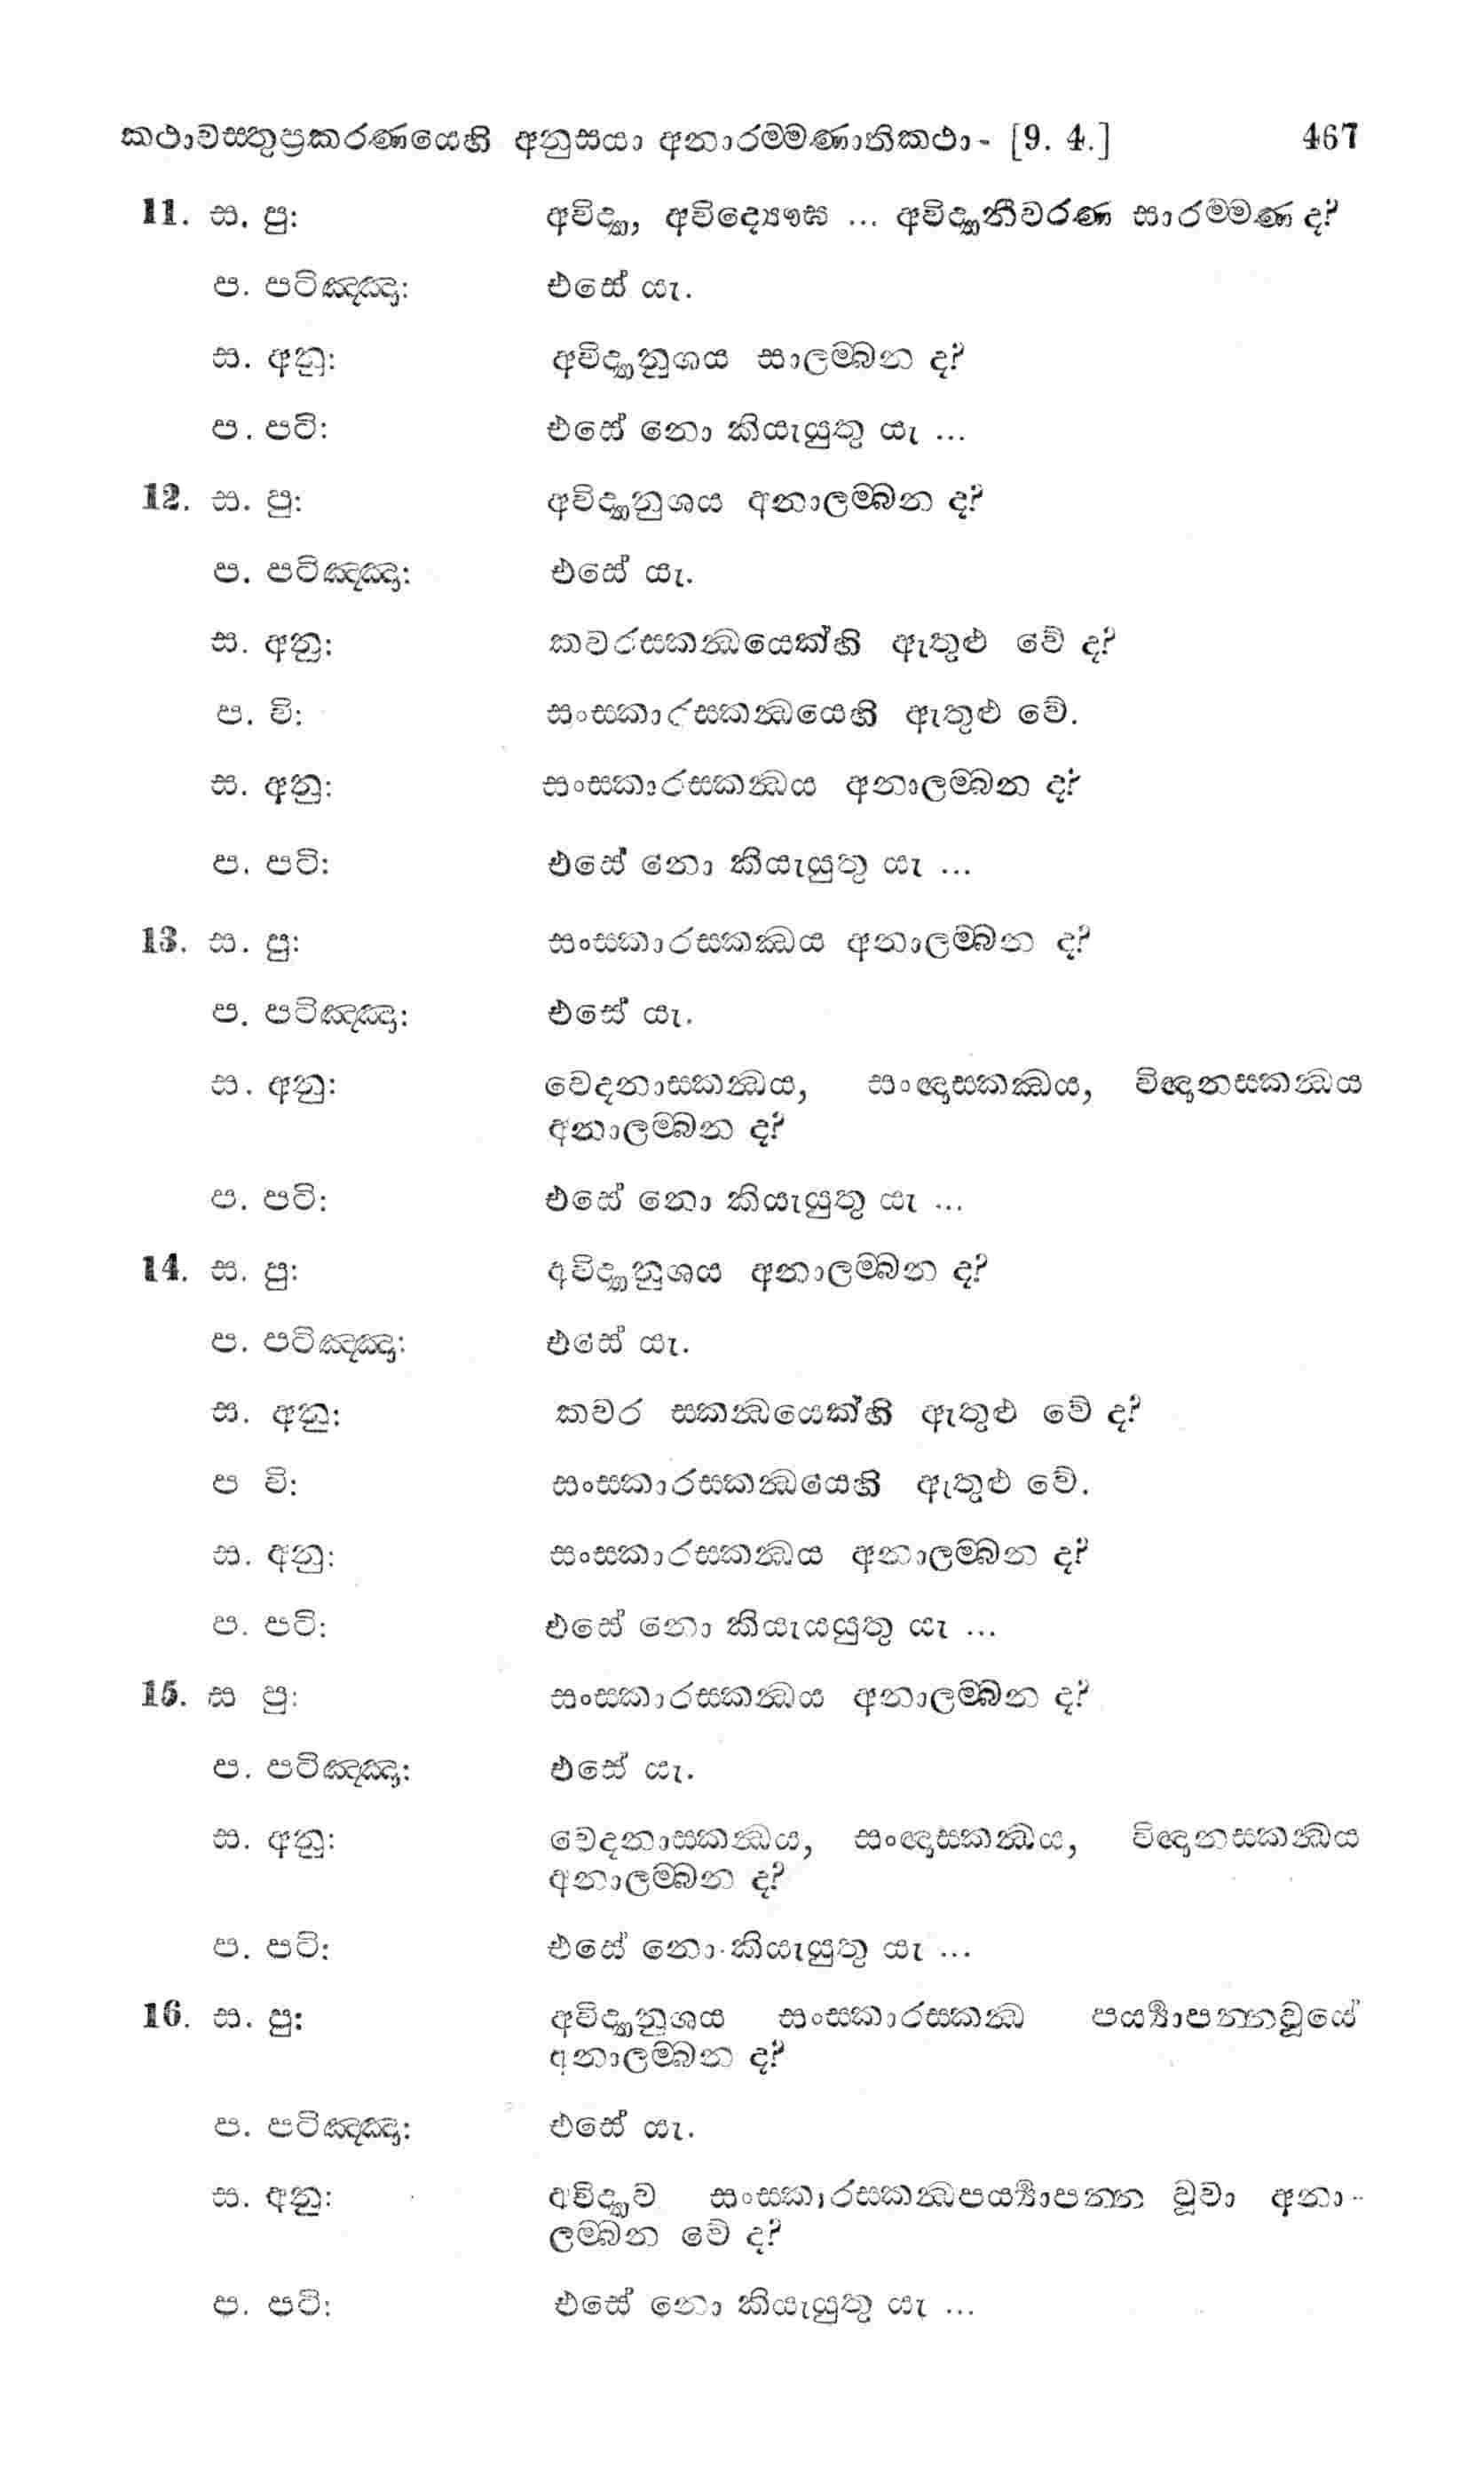 කථාවස්තුප්‍රකරණයෙහි අනුසයා අනාරම්මණාතිකථා - [9. 4.] 467
11. ස. පු: අවිද්‍යා, අවිද්‍යෞඝ ... අවිද්‍යානීවරණ සාරම්මණ ද?
ප. පටිඤ්ඤා: එසේ යැ.
ස. අනු: අවිද්‍යානුශය සාලම්බන ද?
ප. පටි: එසේ නො කියැයුතු යැ ...
12. ස. පු: අවිද්‍යානුශය අනාලම්බන ද?
ප. පටිඤ්ඤා: එසේ යැ.
ස. අනු: කවරස්කන්‍ධයෙක්හි ඇතුළු වේ ද?
ප. වි: සංස්කාරස්කන්‍ධයෙහි ඇතුළු වේ.
ස. අනු: සංස්කාරස්කන්‍ධය අනාලම්බන ද?
ප. පටි: එසේ නො කියැයුතු යැ ...
13. ස. පු: සංස්කාරස්කන්‍ධය අනාලම්බන ද?
ප. පටිඤ්ඤා: එසේ යැ.
ස. අනු: වේදනාස්කන්‍ධය, සංඥාස්කන්‍ධය, විඥානස්කන්‍ධය
අනාලම්බන ද?
ප. පටි: එසේ නො කියැයුතු යැ ...
14. ස. පු: අවිද්‍යානුශය අනාලම්බන ද?
ප. පටිඤ්ඤා: එසේ යැ.
ස. අනු: කවර ස්කන්‍ධයෙක්හි ඇතුළු වේ ද?
ප වි: සංස්කාරස්කන්‍ධයෙහි ඇතුළු වේ.
ස. අනු: සංස්කාරස්කන්‍ධය අනාලම්බන ද?
ප. පටි: එසේ නො කියැයයුතු යැ ...
15. ස පු: සංස්කාරස්කන්‍ධය අනාලම්බන ද?
ප. පටිඤ්ඤා: එසේ යැ.
ස. අනු: වේදනාස්කන්‍ධය, සංඥාස්කන්‍ධය, විඥානස්කන්‍ධය
අනාලම්බන ද?
ප. පටි: එසේ නො කියැයුතු යැ ...
16. ස. පු: අවිද්‍යානුශය සංස්කාරස්කන්‍ධ පර්‍ය්‍යාපන්නවූයේ
අනාලම්බන ද?
ප. පටිඤ්ඤා: එසේ යැ.
ස. අනු: අවිද්‍යාව සංස්කාරස්කන්‍ධපර්‍ය්‍යාපන්න වූවා අනා-
ලම්බන වේ ද?
ප. පටි: එසේ නො කියැයුතු යැ ...